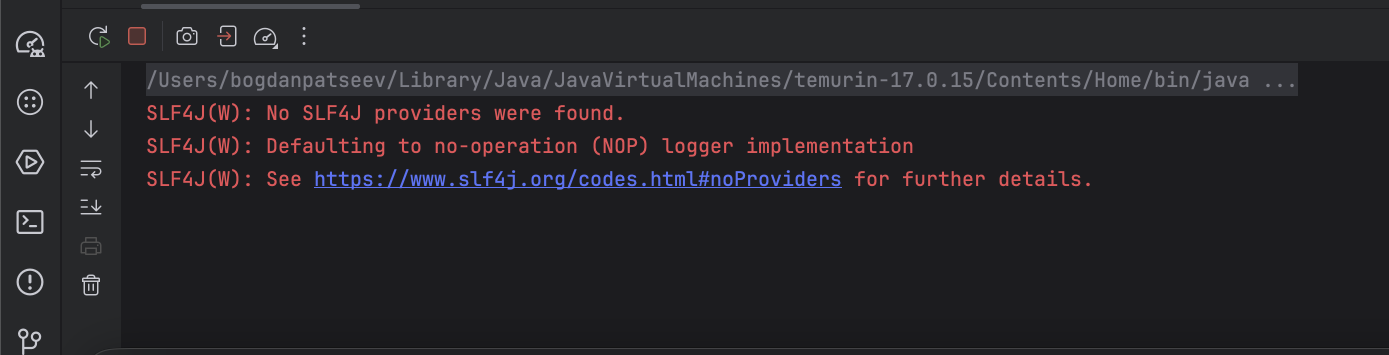 /Users/bogdanpatseev/Library/Java/JavaVirtualMachines/temurin-17.0.15/Contents/Home/bin/java ...
SLF4J(W): No SLF4J providers were found.
SLF4J(W): Defaulting to no-operation (NOP) logger implementation
SLF4J(W): See https://www.slf4j.org/codes.html#noProviders for further details.